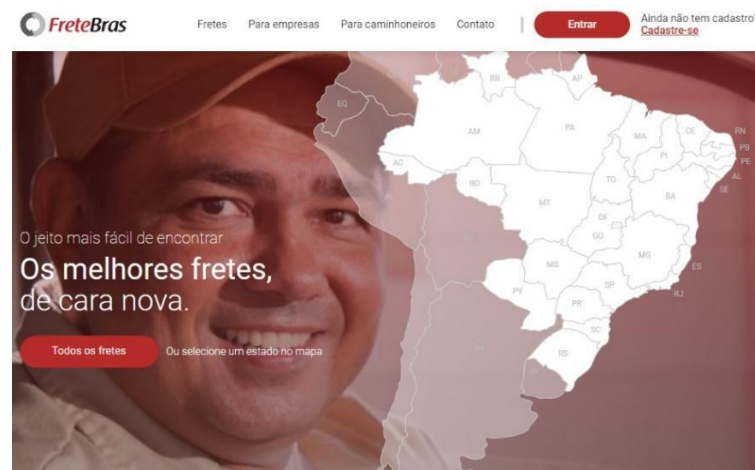 FreteBras
Fretes
Para empresas
Para caminhoneiros
Contato
Entrar
Ainda não tem cadastro?
Cadastre-se
RR
AP
EQ
AM
PA
MA
CE
RN
PB
PE
AL
SE
PI
AC
RO
TO
BA
MT
DF
GO
MG
ES
MS
SP
RJ
PY
PR
SC
RS
O jeito mais fácil de encontrar
Os melhores fretes,
de cara nova.
Todos os fretes
Ou selecione um estado no mapa